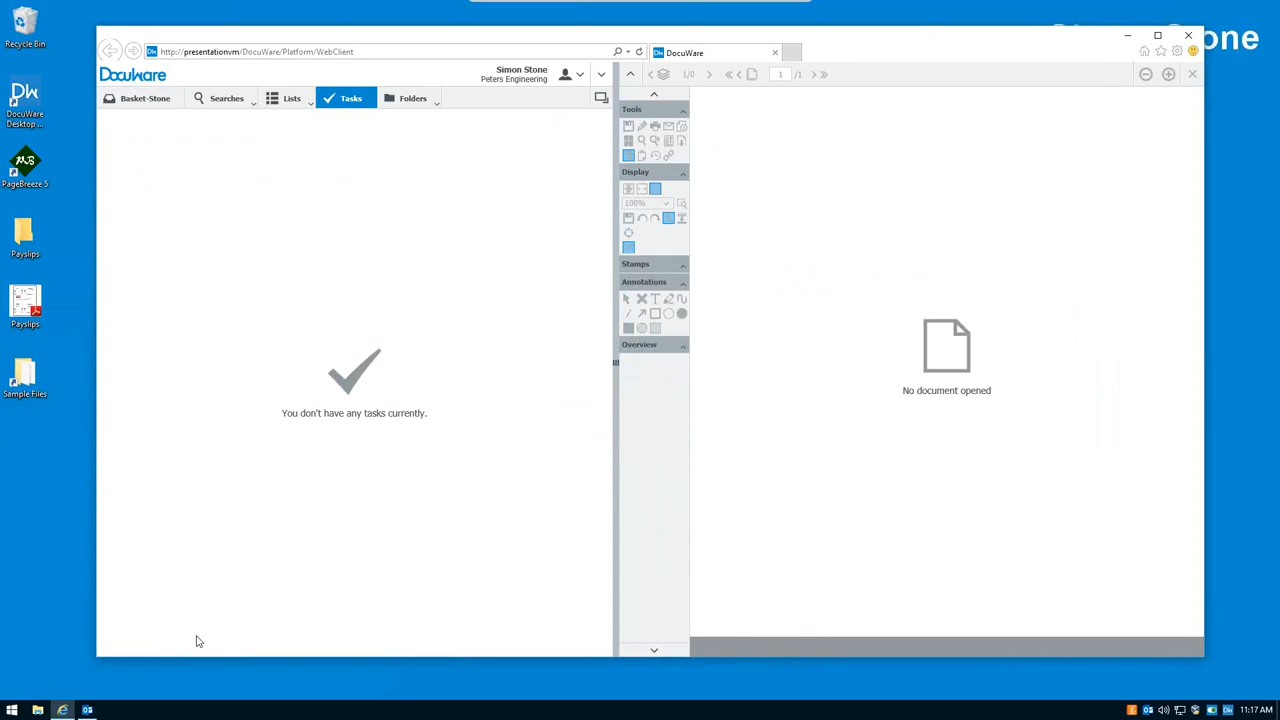 Recycle Bin
DocuWare
Desktop ...
PageBreeze 5
Payslips
Payslips
Sample Files
one
http://presentationvm/DocuWare/Platform/WebClient
DocuWare
DocuWare
Simon Stone
Peters Engineering
1/0
1
/1
Basket-Stone
Searches
Lists
Tasks
Folders
Tools
Display
100%
Stamps
Annotations
Overview
You don't have any tasks currently.
No document opened
11:17 AM